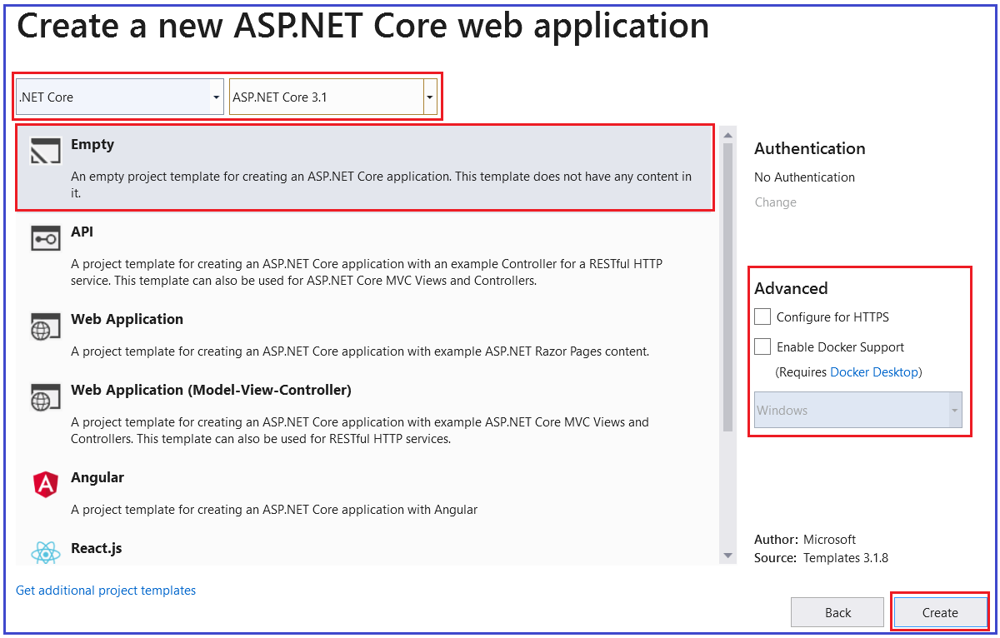 Create a new ASP.NET Core web application
.NET Core
ASP.NET Core 3.1
Empty
An empty project template for creating an ASP.NET Core application. This template does not have any content in
it.
API
A project template for creating an ASP.NET Core application with an example Controller for a RESTful HTTP
service. This template can also be used for ASP.NET Core MVC Views and Controllers.
Web Application
A project template for creating an ASP.NET Core application with example ASP.NET Razor Pages content.
Web Application (Model-View-Controller)
A project template for creating an ASP.NET Core application with example ASP.NET Core MVC Views and
Controllers. This template can also be used for RESTful HTTP services.
Angular
A project template for creating an ASP.NET Core application with Angular
React.js
Get additional project templates
Authentication
No Authentication
Change
Advanced
Configure for HTTPS
Enable Docker Support
(Requires Docker Desktop)
Windows
Author: Microsoft
Source: Templates 3.1.8
Back
Create